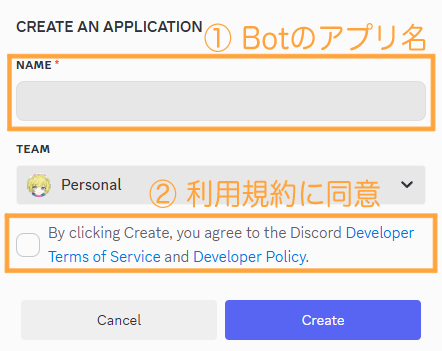 CREATE AN APPLICATION
① Botのアプリ名
NAME *
TEAM
Personal
② 利用規約に同意
By clicking Create, you agree to the Discord Developer
Terms of Service and Developer Policy.
Cancel
Create